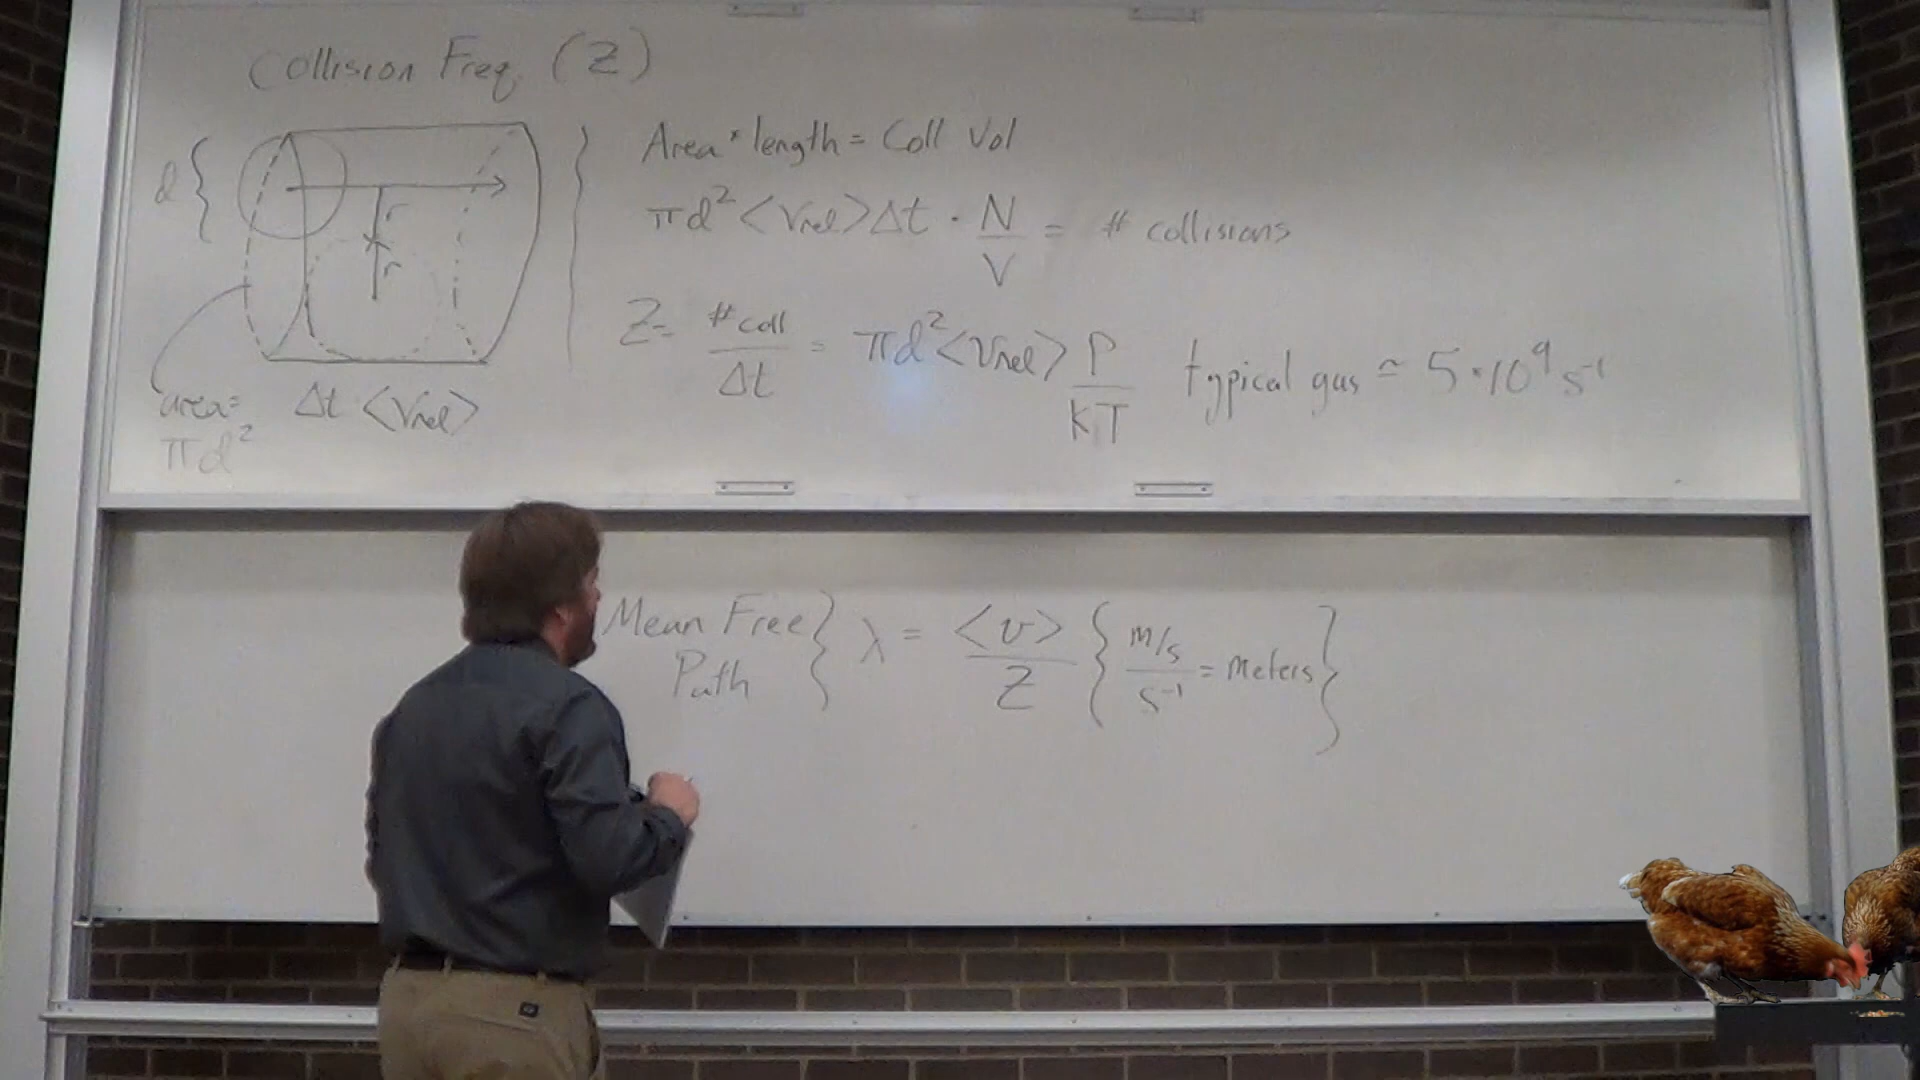 Collision Freq. (Z)
d
r
r
area=
πd²
Δt <Vrel>
Area * length = Coll Vol
πd² <Vrel> Δt · N/V = # collisions
Z = # coll/Δt = πd² <Vrel> P/kT typical gas ≈ 5·10⁹ s⁻¹
Mean Free Path } λ = <v>/Z { m/s / s⁻¹ = meters }